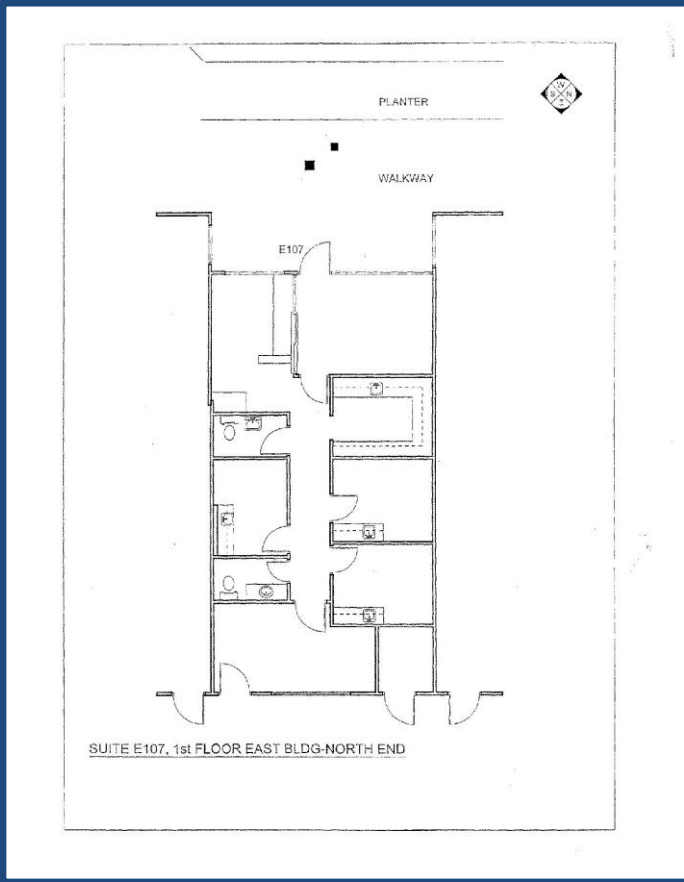 PLANTER
W
S N
E
WALKWAY
E107
SUITE E107, 1st FLOOR EAST BLDG-NORTH END